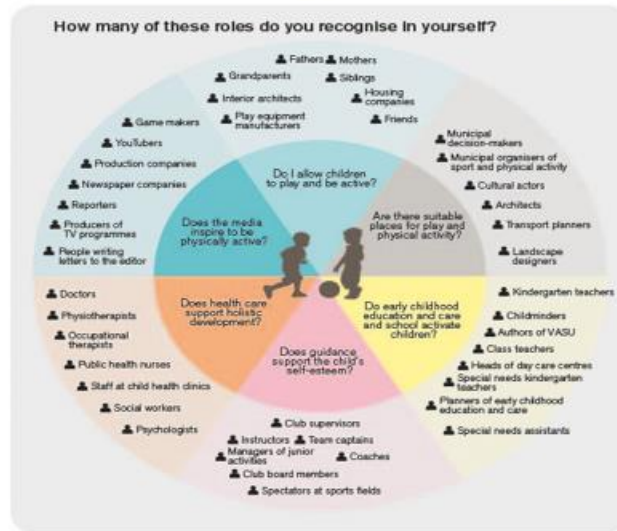 How many of these roles do you recognise in yourself?
Fathers
Mothers
Grandparents
Siblings
Interior architects
Housing
companies
Play equipment
manufacturers
Friends
Do I allow children
to play and be active?
Municipal
decision-makers
Municipal organisers of
sport and physical activity
Cultural actors
Architects
Transport planners
Landscape
designers
Are there suitable
places for play and
physical activity?
Kindergarten teachers
Childminders
Authors of VASU
Class teachers
Heads of day care centres
Special needs kindergarten
teachers
Planners of early childhood
education and care
Special needs assistants
Do early childhood
education and care
and school activate
children?
Does guidance
support the child's
self-esteem?
Club supervisors
Instructors
Team captains
Managers of junior
activities
Coaches
Club board members
Spectators at sports fields
Does health care
support holistic
development?
Doctors
Physiotherapists
Occupational
therapists
Public health nurses
Staff at child health clinics
Social workers
Psychologists
Does the media
inspire to be
physically active?
Game makers
YouTubers
Production companies
Newspaper companies
Reporters
Producers of
TV programmes
People writing
letters to the editor